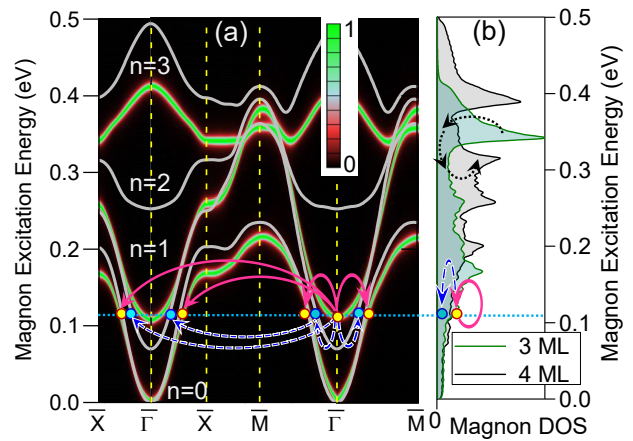 (a)
(b)
n=3
n=2
n=1
n=0
1
0
Magnon Excitation Energy (eV)
0.5
0.4
0.3
0.2
0.1
0.0
X̅ Γ̅ X̅ M̅ Γ̅ M̅
0.5
0.4
0.3
0.2
0.1
0.0
Magnon Excitation Energy (eV)
3 ML
4 ML
0
Magnon DOS